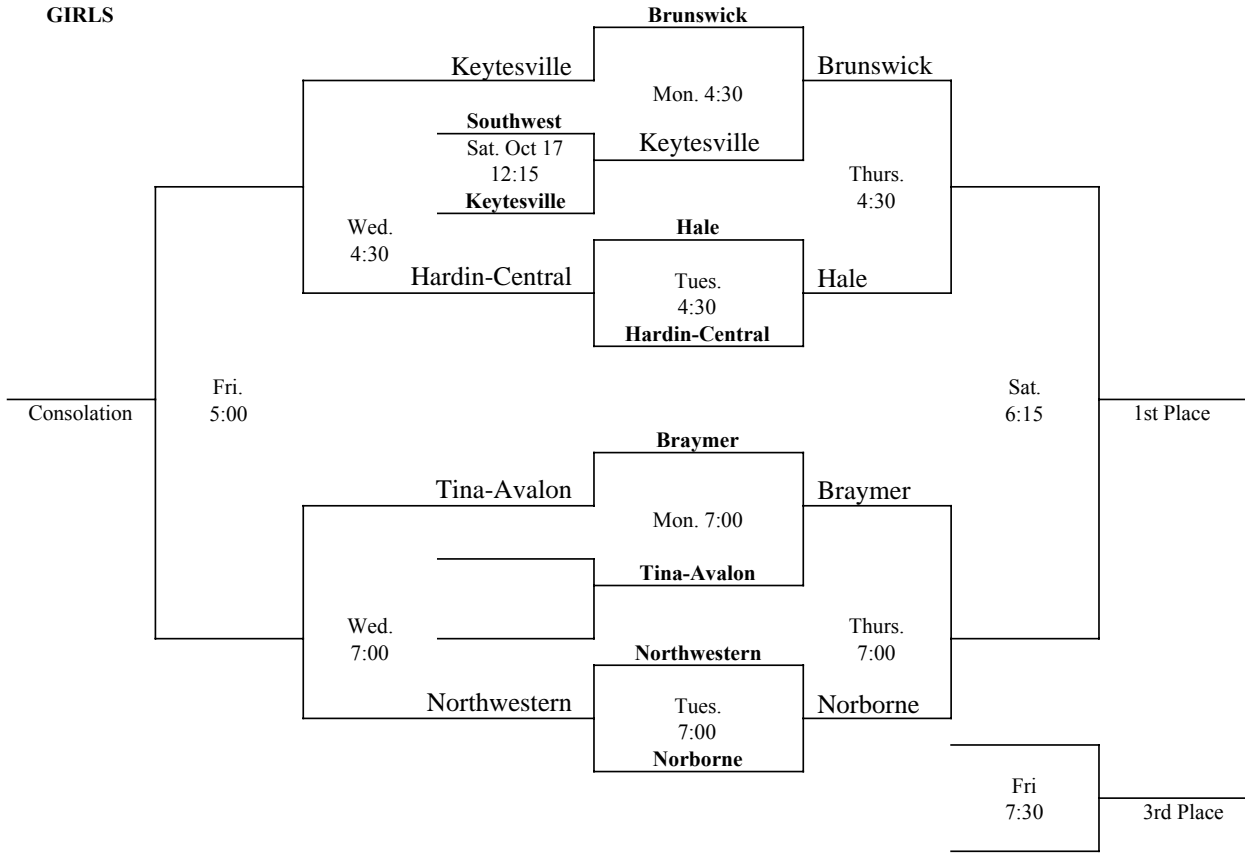 GIRLS
Brunswick
Keytesville
Brunswick
Mon. 4:30
Southwest
Sat. Oct 17
12:15
Keytesville
Keytesville
Thurs.
4:30
Wed.
4:30
Hale
Hardin-Central
Tues.
4:30
Hale
Hardin-Central
Fri.
5:00
Consolation
Sat.
6:15
1st Place
Braymer
Tina-Avalon
Braymer
Mon. 7:00
Tina-Avalon
Wed.
7:00
Thurs.
7:00
Northwestern
Northwestern
Tues.
7:00
Norborne
Norborne
Fri
7:30
3rd Place